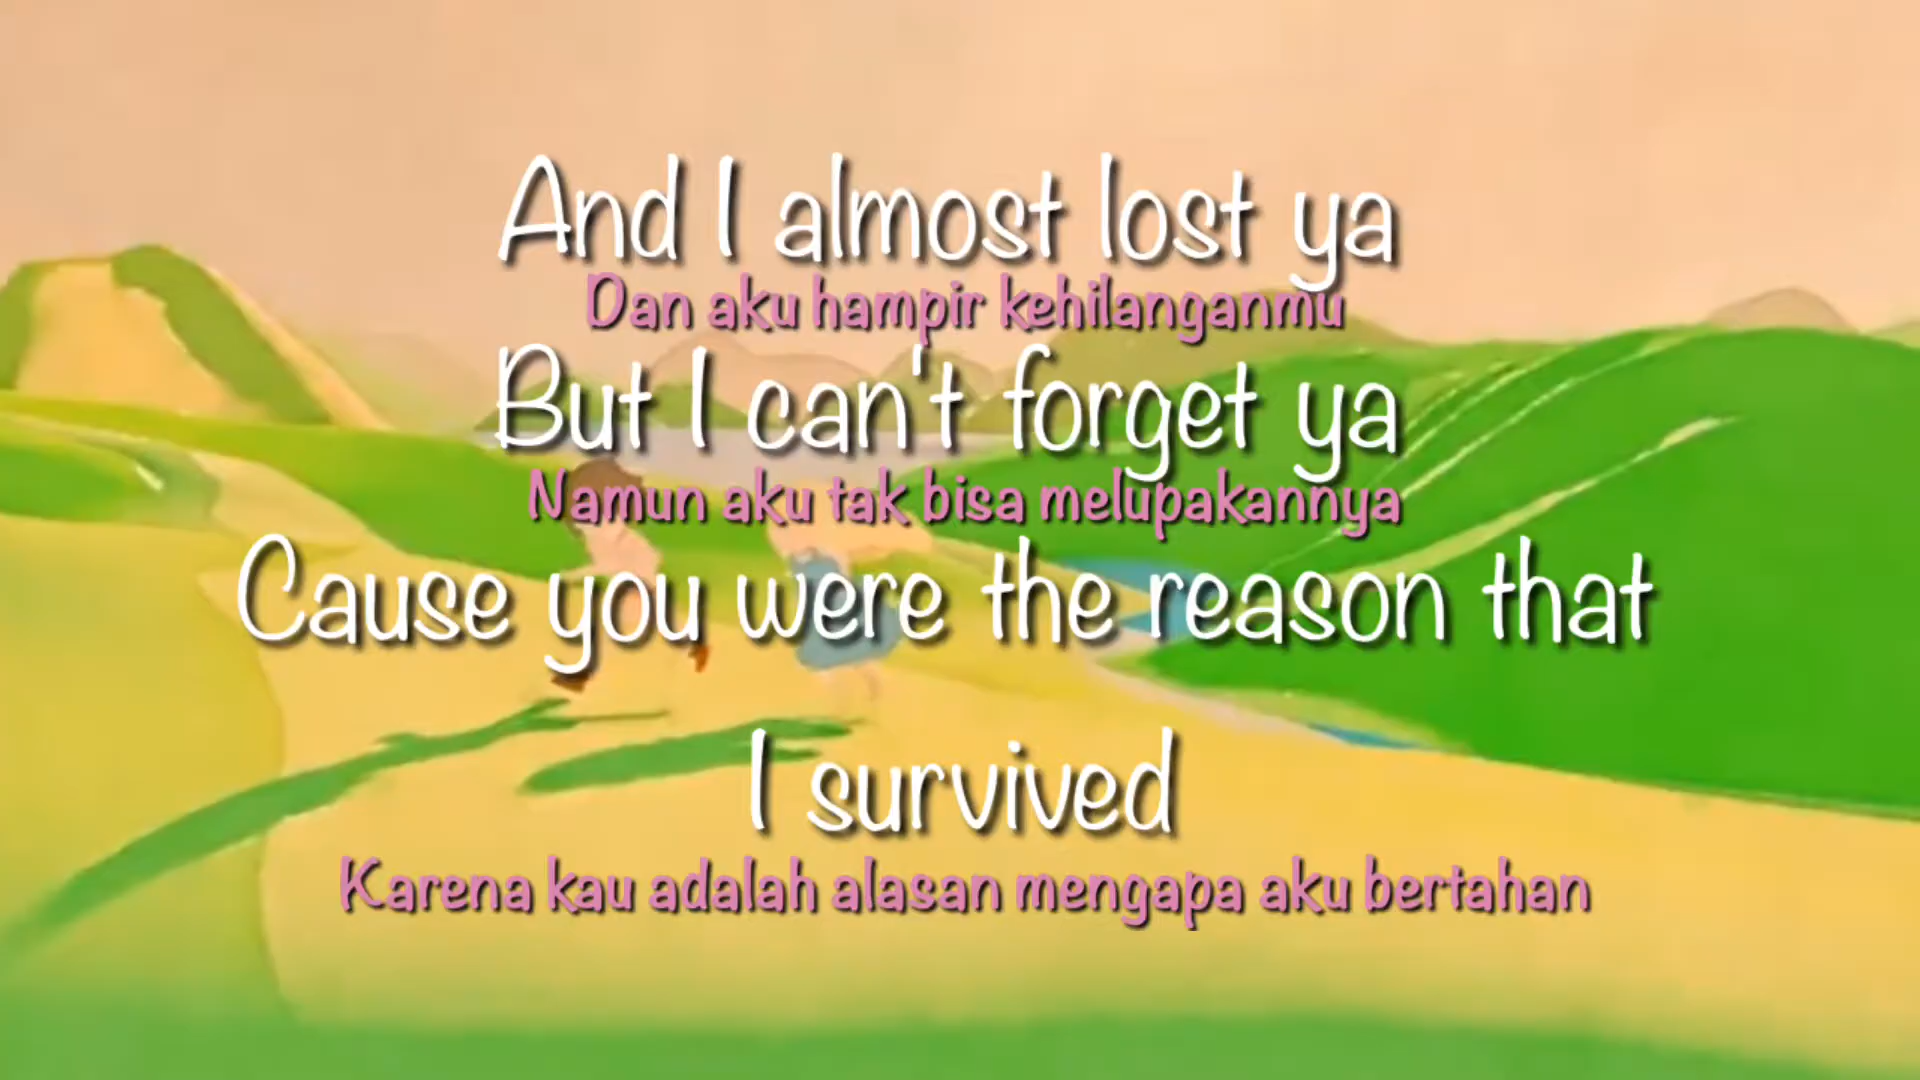 And I almost lost ya
Dan aku hampir kehilanganmu
But I can't forget ya
Namun aku tak bisa melupakannya
Cause you were the reason that
I survived
Karena kau adalah alasan mengapa aku bertahan